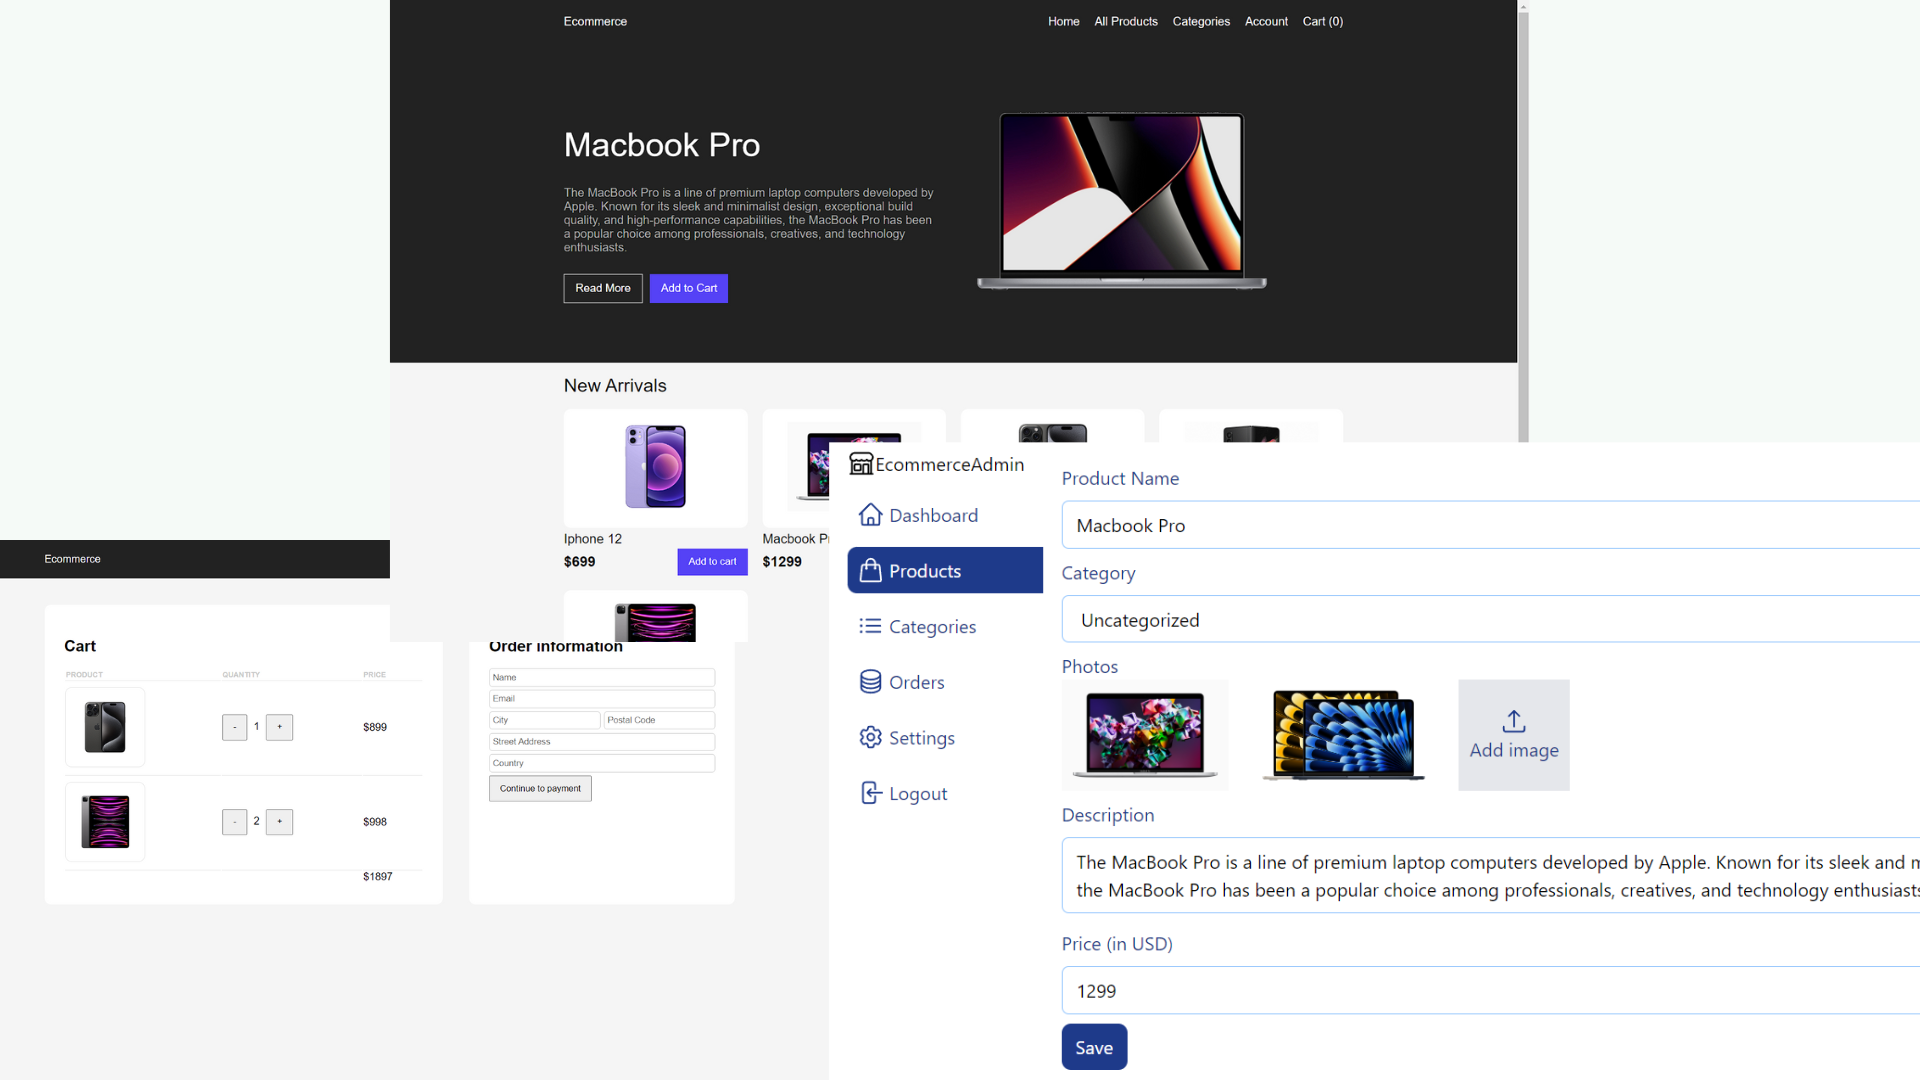 Ecommerce
Home All Products Categories Account Cart (0)
Macbook Pro
The MacBook Pro is a line of premium laptop computers developed by
Apple. Known for its sleek and minimalist design, exceptional build
quality, and high-performance capabilities, the MacBook Pro has been
a popular choice among professionals, creatives, and technology
enthusiasts.
Read More Add to Cart
New Arrivals
Iphone 12
$699
Add to cart
Macbook
$1299
Ecommerce
Cart
PRODUCT QUANTITY PRICE
- 1 + $899
- 2 + $998
$1897
Order Information
Name
Email
City Postal Code
Street Address
Country
Continue to payment
EcommerceAdmin
Dashboard
Products
Categories
Orders
Settings
Logout
Product Name
Macbook Pro
Category
Uncategorized
Photos
Add image
Description
The MacBook Pro is a line of premium laptop computers developed by Apple. Known for its sleek and
the MacBook Pro has been a popular choice among professionals, creatives, and technology enthusiasts
Price (in USD)
1299
Save